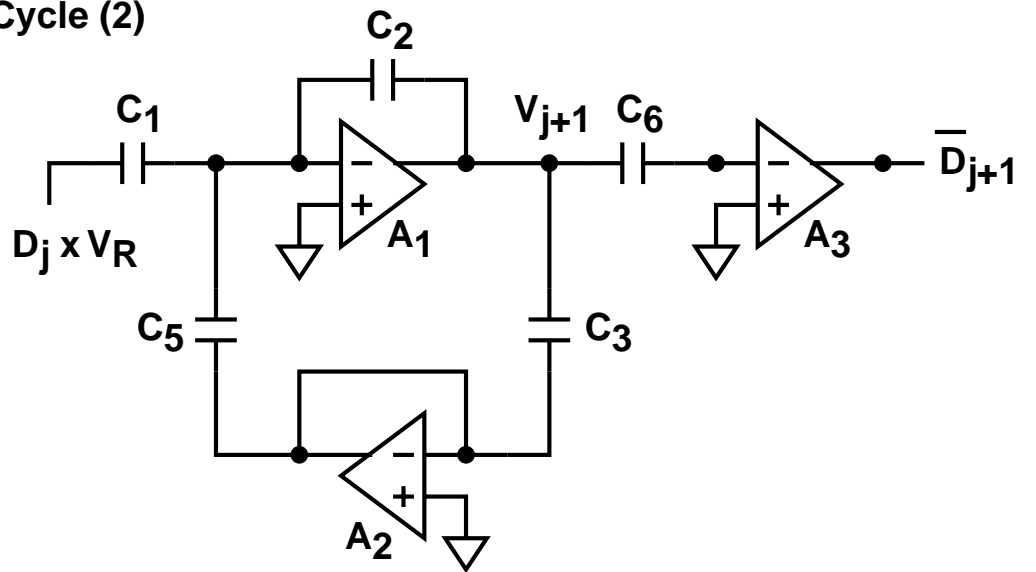 Cycle (2)
C2
C1
Vj+1
C6
Dj+1
− +
A1
− +
A3
Dj x VR
C5
C3
− +
A2